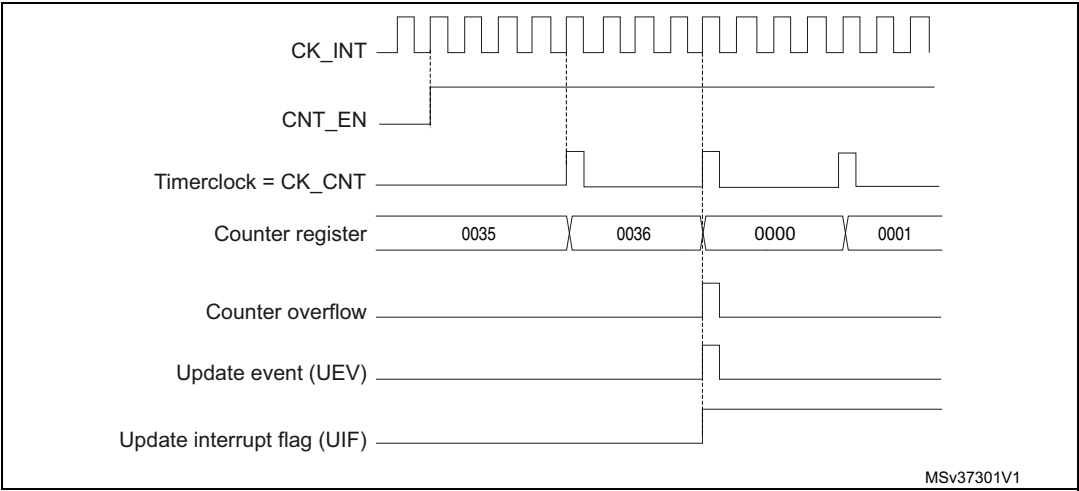 CK_INT
CNT_EN
Timerclock = CK_CNT
Counter register 0035 0036 0000 0001
Counter overflow
Update event (UEV)
Update interrupt flag (UIF)
MSv37301V1